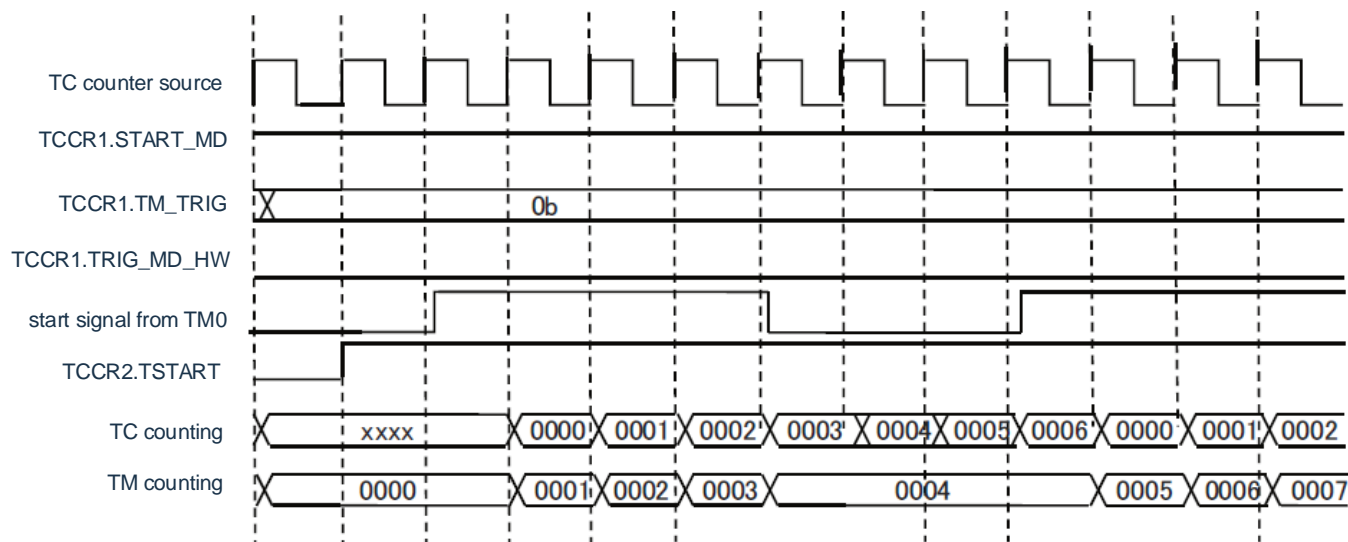 TC counter source
TCCR1.START_MD
TCCR1.TM_TRIG 0b
TCCR1.TRIG_MD_HW
start signal from TM0
TCCR2.TSTART
TC counting xxxx 0000 0001 0002 0003 0004 0005 0006 0000 0001 0002
TM counting 0000 0001 0002 0003 0004 0005 0006 0007